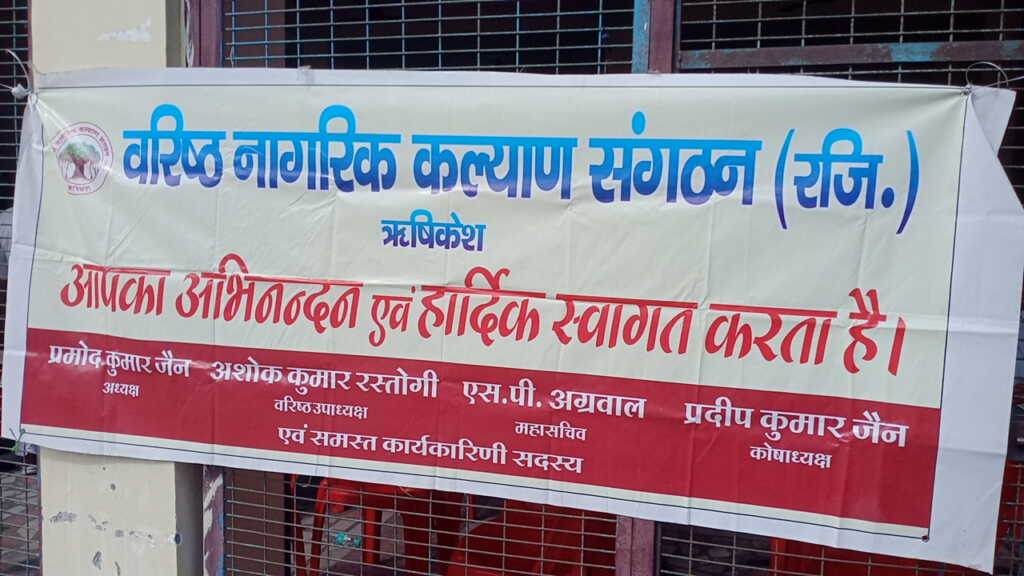 वरिष्ठ नागरिक कल्याण संगठन (रजि.)
ऋषिकेश
आपका अभिनन्दन एवं हार्दिक स्वागत करता है।
प्रमोद कुमार जैन अशोक कुमार रस्तोगी एस.पी. अग्रवाल प्रदीप कुमार जैन
अध्यक्ष वरिष्ठउपाध्यक्ष महासचिव कोषाध्यक्ष
एवं समस्त कार्यकारिणी सदस्य